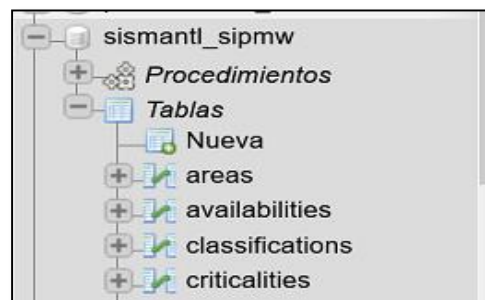 sismantl_sipmw
Procedimientos
Tablas
Nueva
areas
availabilities
classifications
criticalities